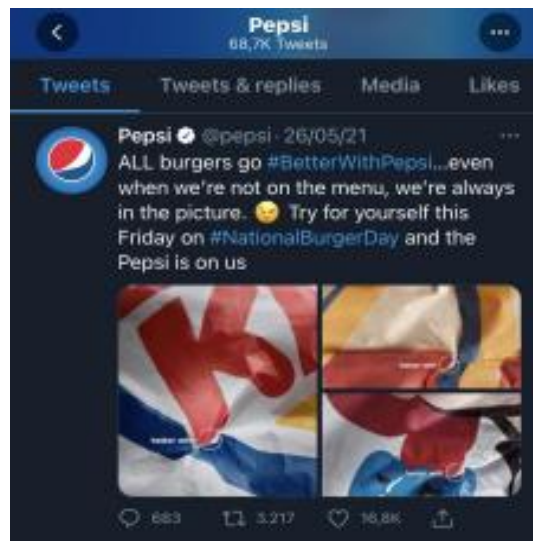 Pepsi
68,7K Tweets
Tweets Tweets & replies Media Likes
Pepsi @pepsi · 26/05/21
ALL burgers go #BetterWithPepsi...even
when we're not on the menu, we're always
in the picture. 😉 Try for yourself this
Friday on #NationalBurgerDay and the
Pepsi is on us
better with
683 3.217 16,8K